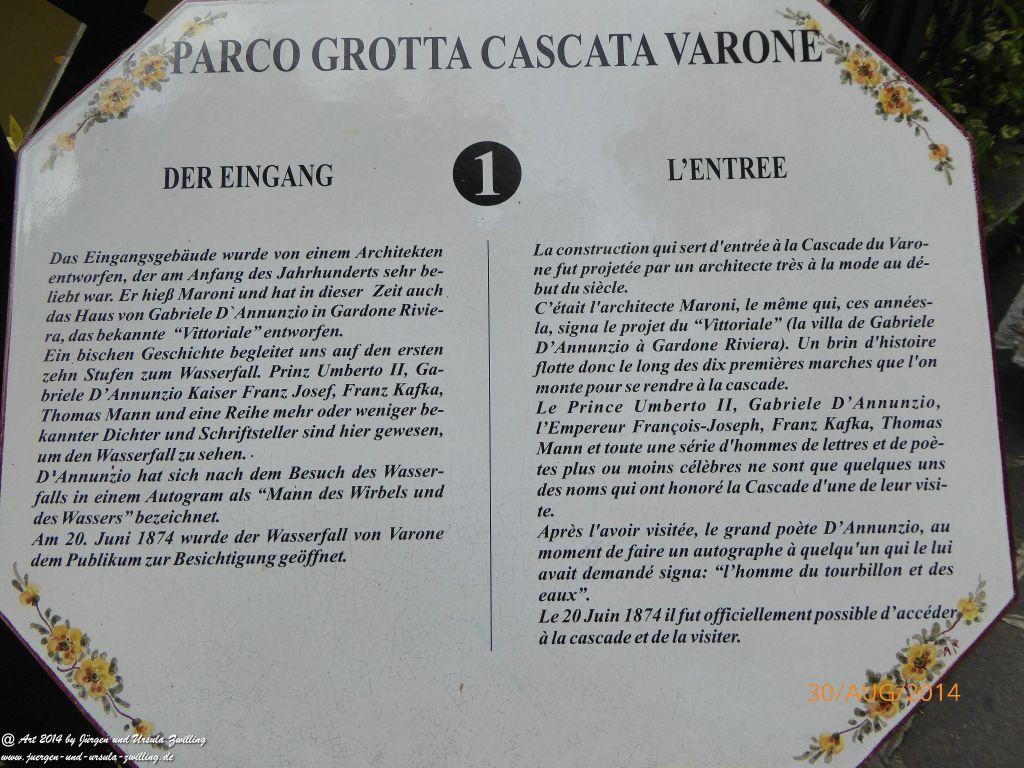 PARCO GROTTA CASCATA VARONE
1
DER EINGANG
Das Eingangsgebäude wurde von einem Architekten
entworfen, der am Anfang des Jahrhunderts sehr be-
liebt war. Er hieß Maroni und hat in dieser Zeit auch
das Haus von Gabriele D`Annunzio in Gardone Rivie-
ra, das bekannte “Vittoriale” entworfen.
Ein bischen Geschichte begleitet uns auf den ersten
zehn Stufen zum Wasserfall. Prinz Umberto II, Ga-
briele D’Annunzio Kaiser Franz Josef, Franz Kafka,
Thomas Mann und eine Reihe mehr oder weniger be-
kannter Dichter und Schriftsteller sind hier gewesen,
um den Wasserfall zu sehen.
D'Annunzio hat sich nach dem Besuch des Wasser-
falls in einem Autogram als “Mann des Wirbels und
des Wassers” bezeichnet.
Am 20. Juni 1874 wurde der Wasserfall von Varone
dem Publikum zur Besichtigung geöffnet.
L’ENTREE
La construction qui sert d'entrée à la Cascade du Varo-
ne fut projetée par un architecte très à la mode au dé-
but du siècle.
C’était l'architecte Maroni, le même qui, ces années-
la, signa le projet du “Vittoriale” (la villa de Gabriele
D’Annunzio à Gardone Riviera). Un brin d'histoire
flotte donc le long des dix premières marches que l'on
monte pour se rendre à la cascade.
Le Prince Umberto II, Gabriele D’Annunzio,
l’Empereur François-Joseph, Franz Kafka, Thomas
Mann et toute une série d'hommes de lettres et de poè-
tes plus ou moins célèbres ne sont que quelques uns
des noms qui ont honoré la Cascade d'une de leur visi-
te.
Après l'avoir visitée, le grand poète D’Annunzio, au
moment de faire un autographe à quelqu'un qui le lui
avait demandé signa: “l’homme du tourbillon et des
eaux”.
Le 20 Juin 1874 il fut officiellement possible d’accéder
à la cascade et de la visiter.
30/AUG/2014
@ Art 2014 by Jürgen und Ursula Zwilling
www.juergen-und-ursula-zwilling.de